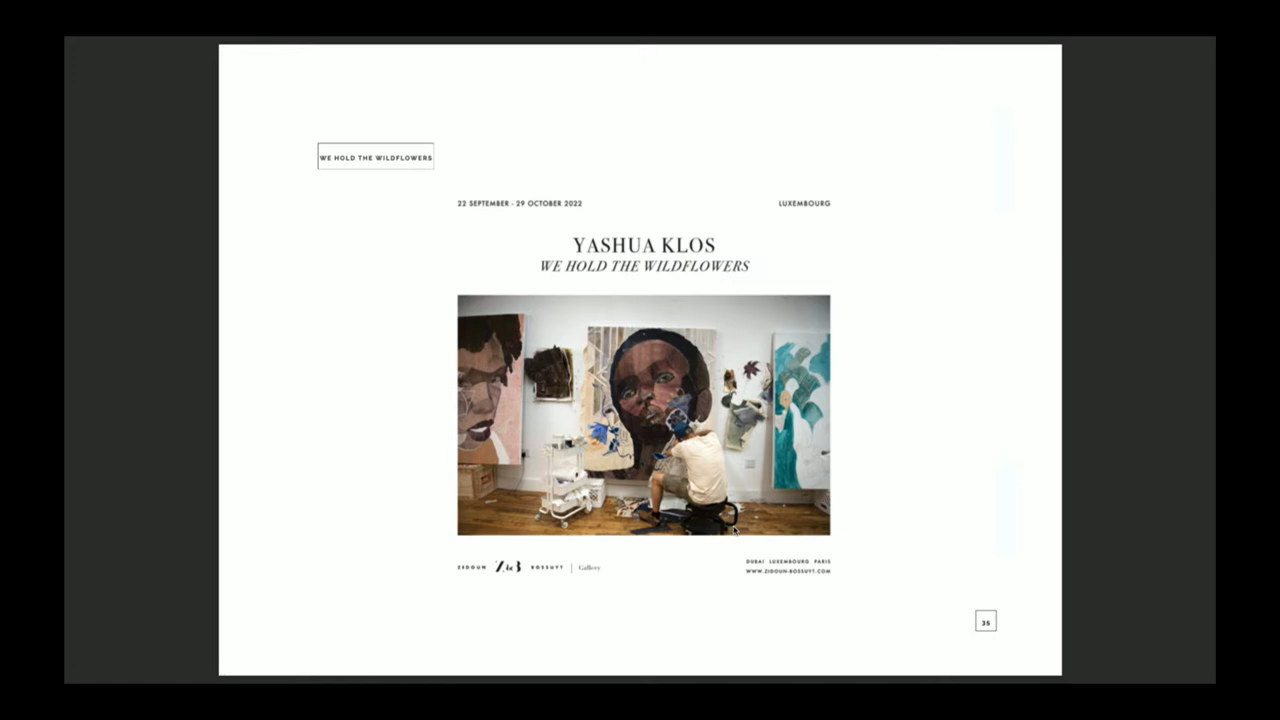 WE HOLD THE WILDFLOWERS
22 SEPTEMBER - 29 OCTOBER 2022 LUXEMBOURG
YASHUA KLOS
WE HOLD THE WILDFLOWERS
ZIDOUN Z&B BOSSUYT | Gallery
DUBAI LUXEMBOURG PARIS
WWW.ZIDOUN-BOSSUYT.COM
35